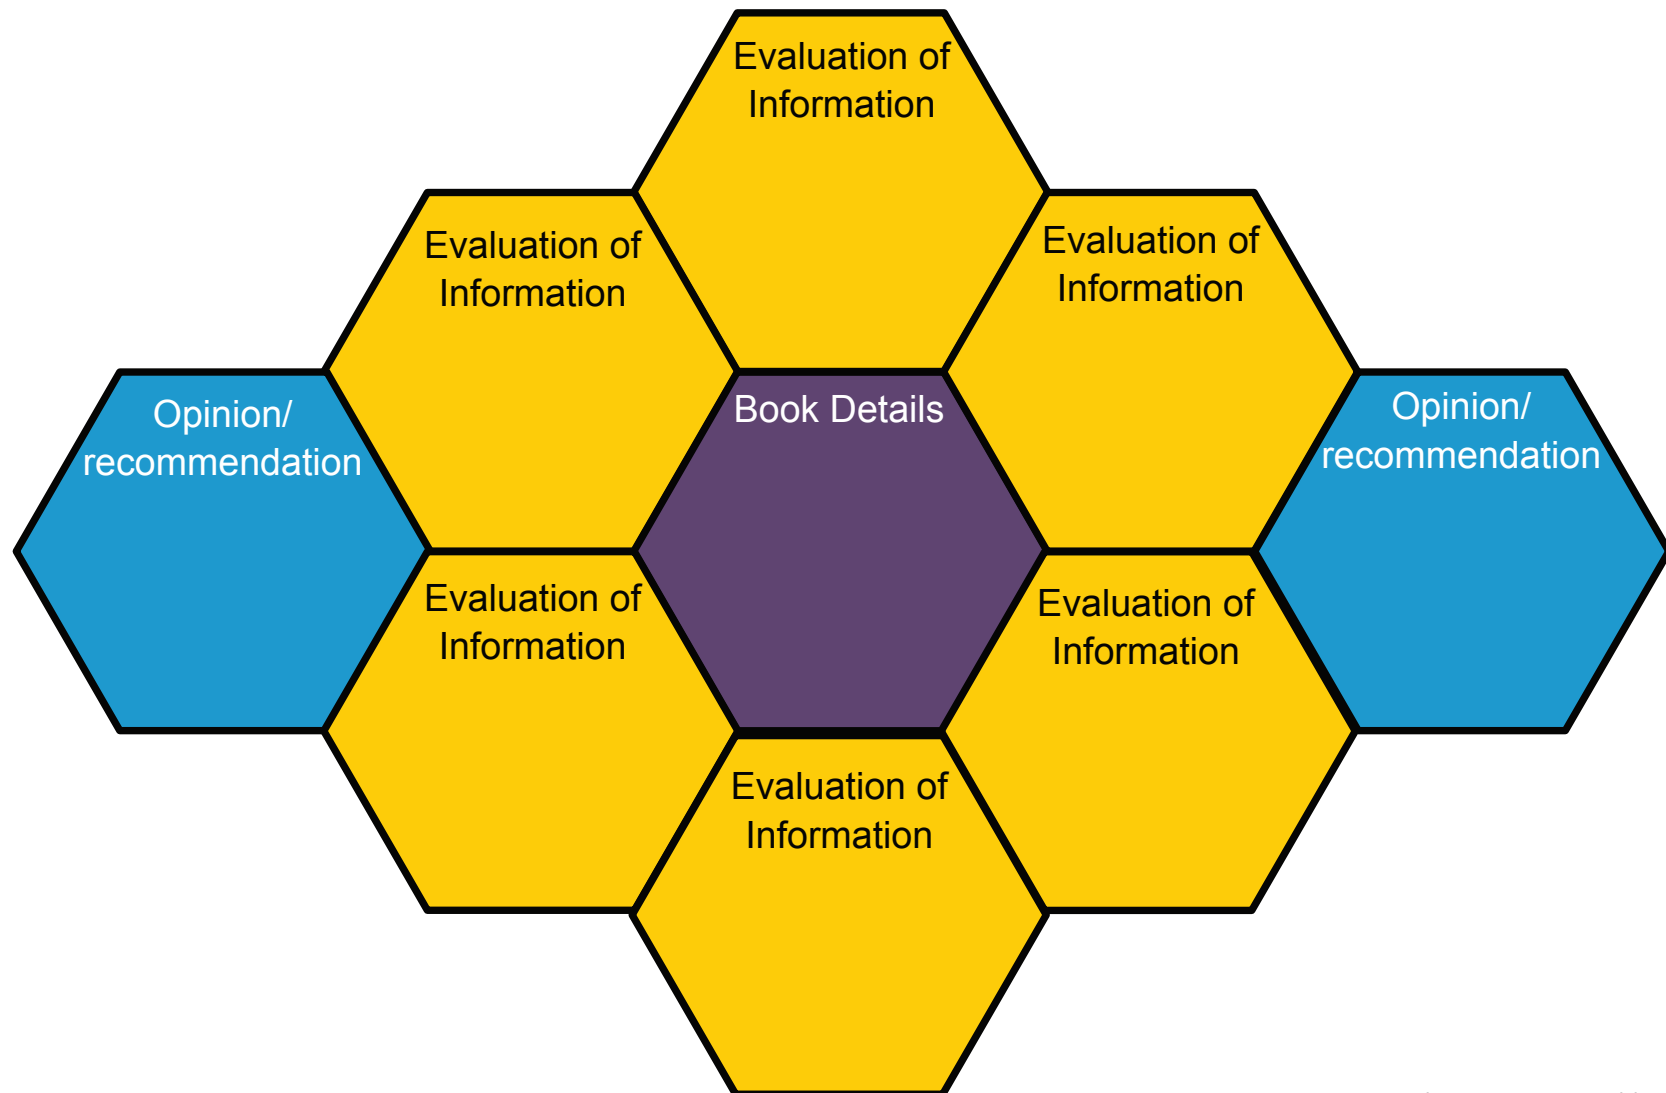 Evaluation of
Information
Evaluation of
Information
Evaluation of
Information
Opinion/
recommendation
Book Details
Opinion/
recommendation
Evaluation of
Information
Evaluation of
Information
Evaluation of
Information